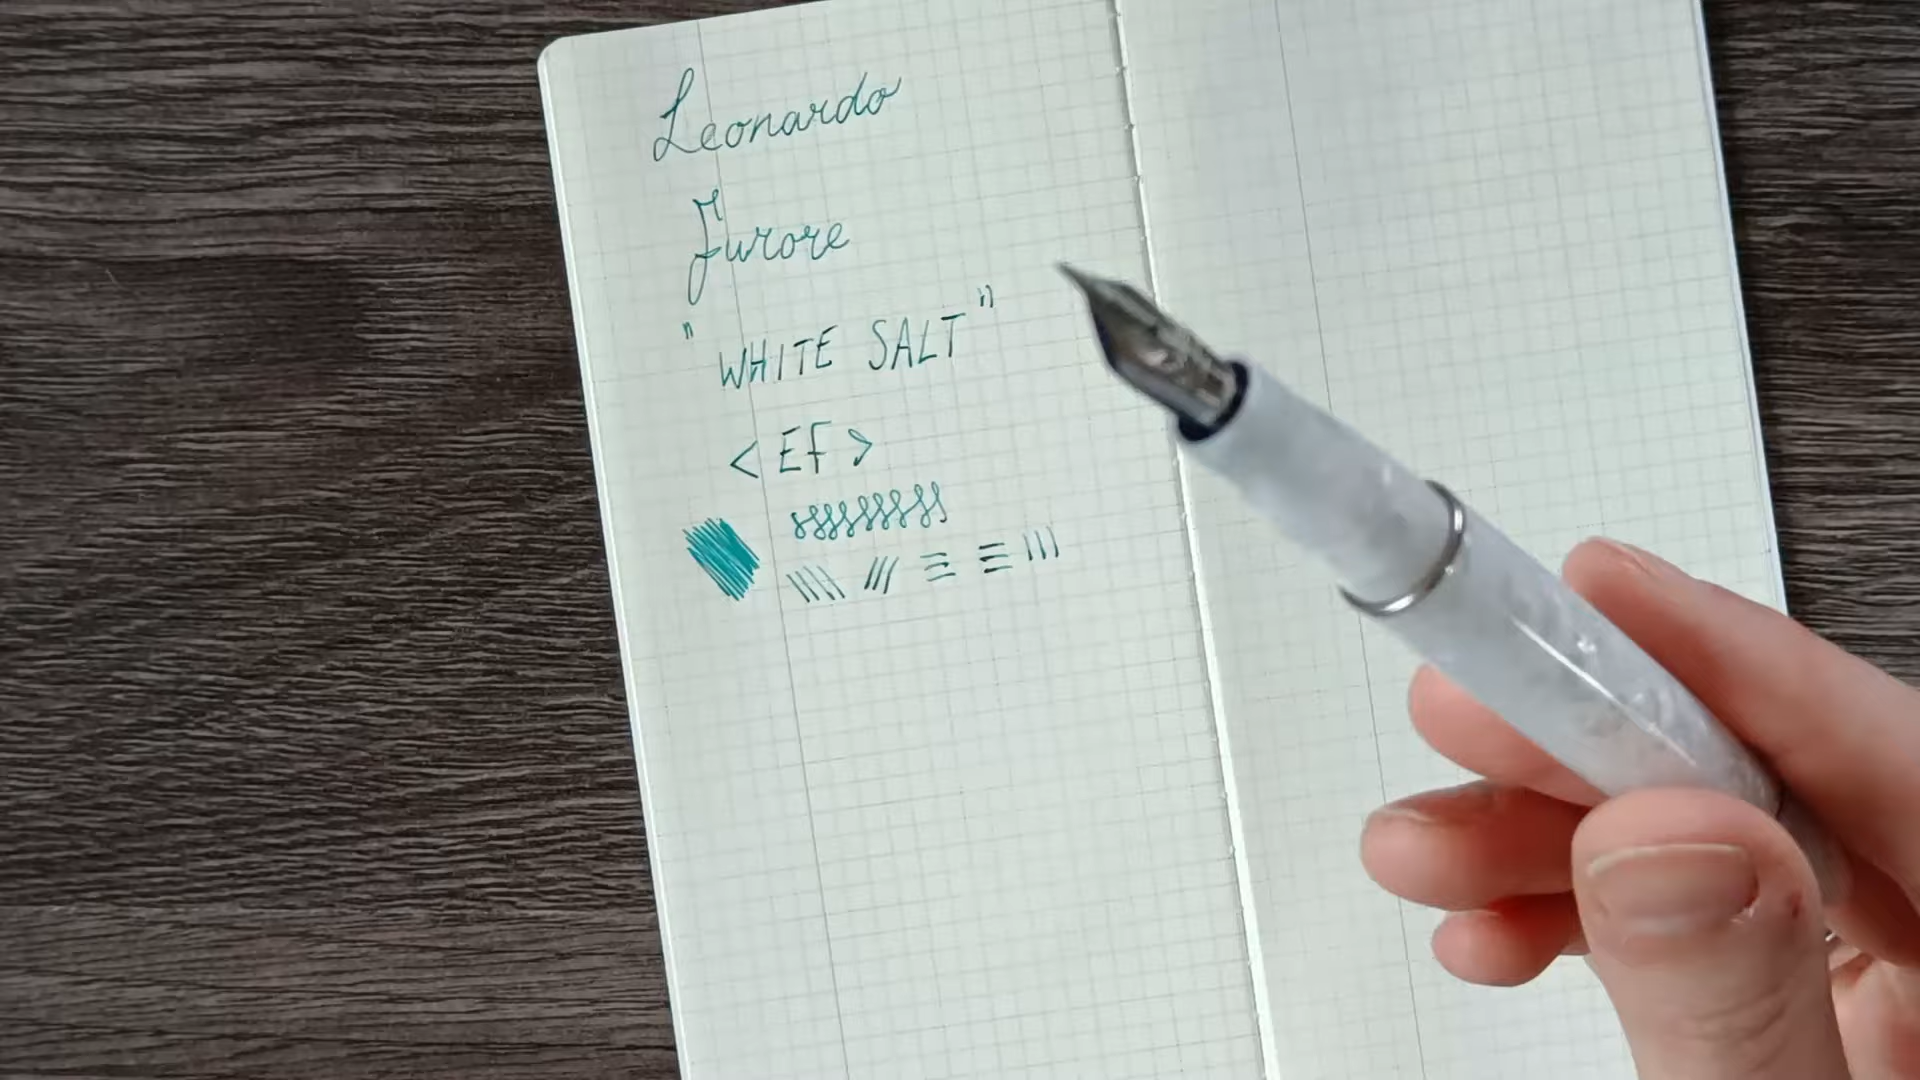 Leonardo
Furore
" WHITE SALT "
< EF >